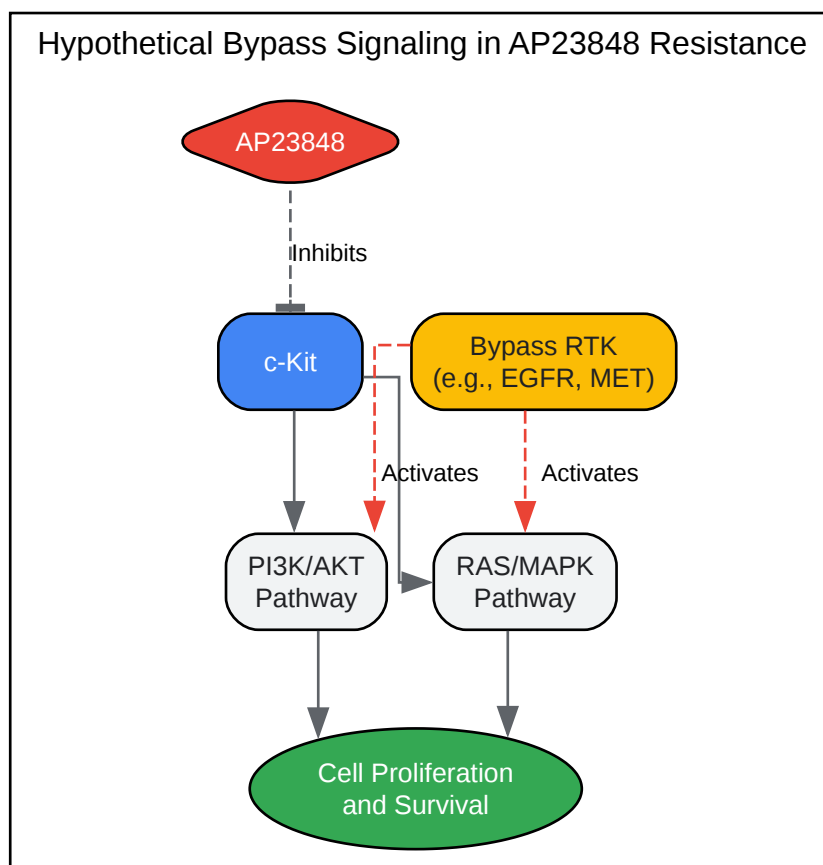 Hypothetical Bypass Signaling in AP23848 Resistance
AP23848
Inhibits
c-Kit
Bypass RTK
(e.g., EGFR, MET)
Activates
Activates
PI3K/AKT
Pathway
RAS/MAPK
Pathway
Cell Proliferation
and Survival